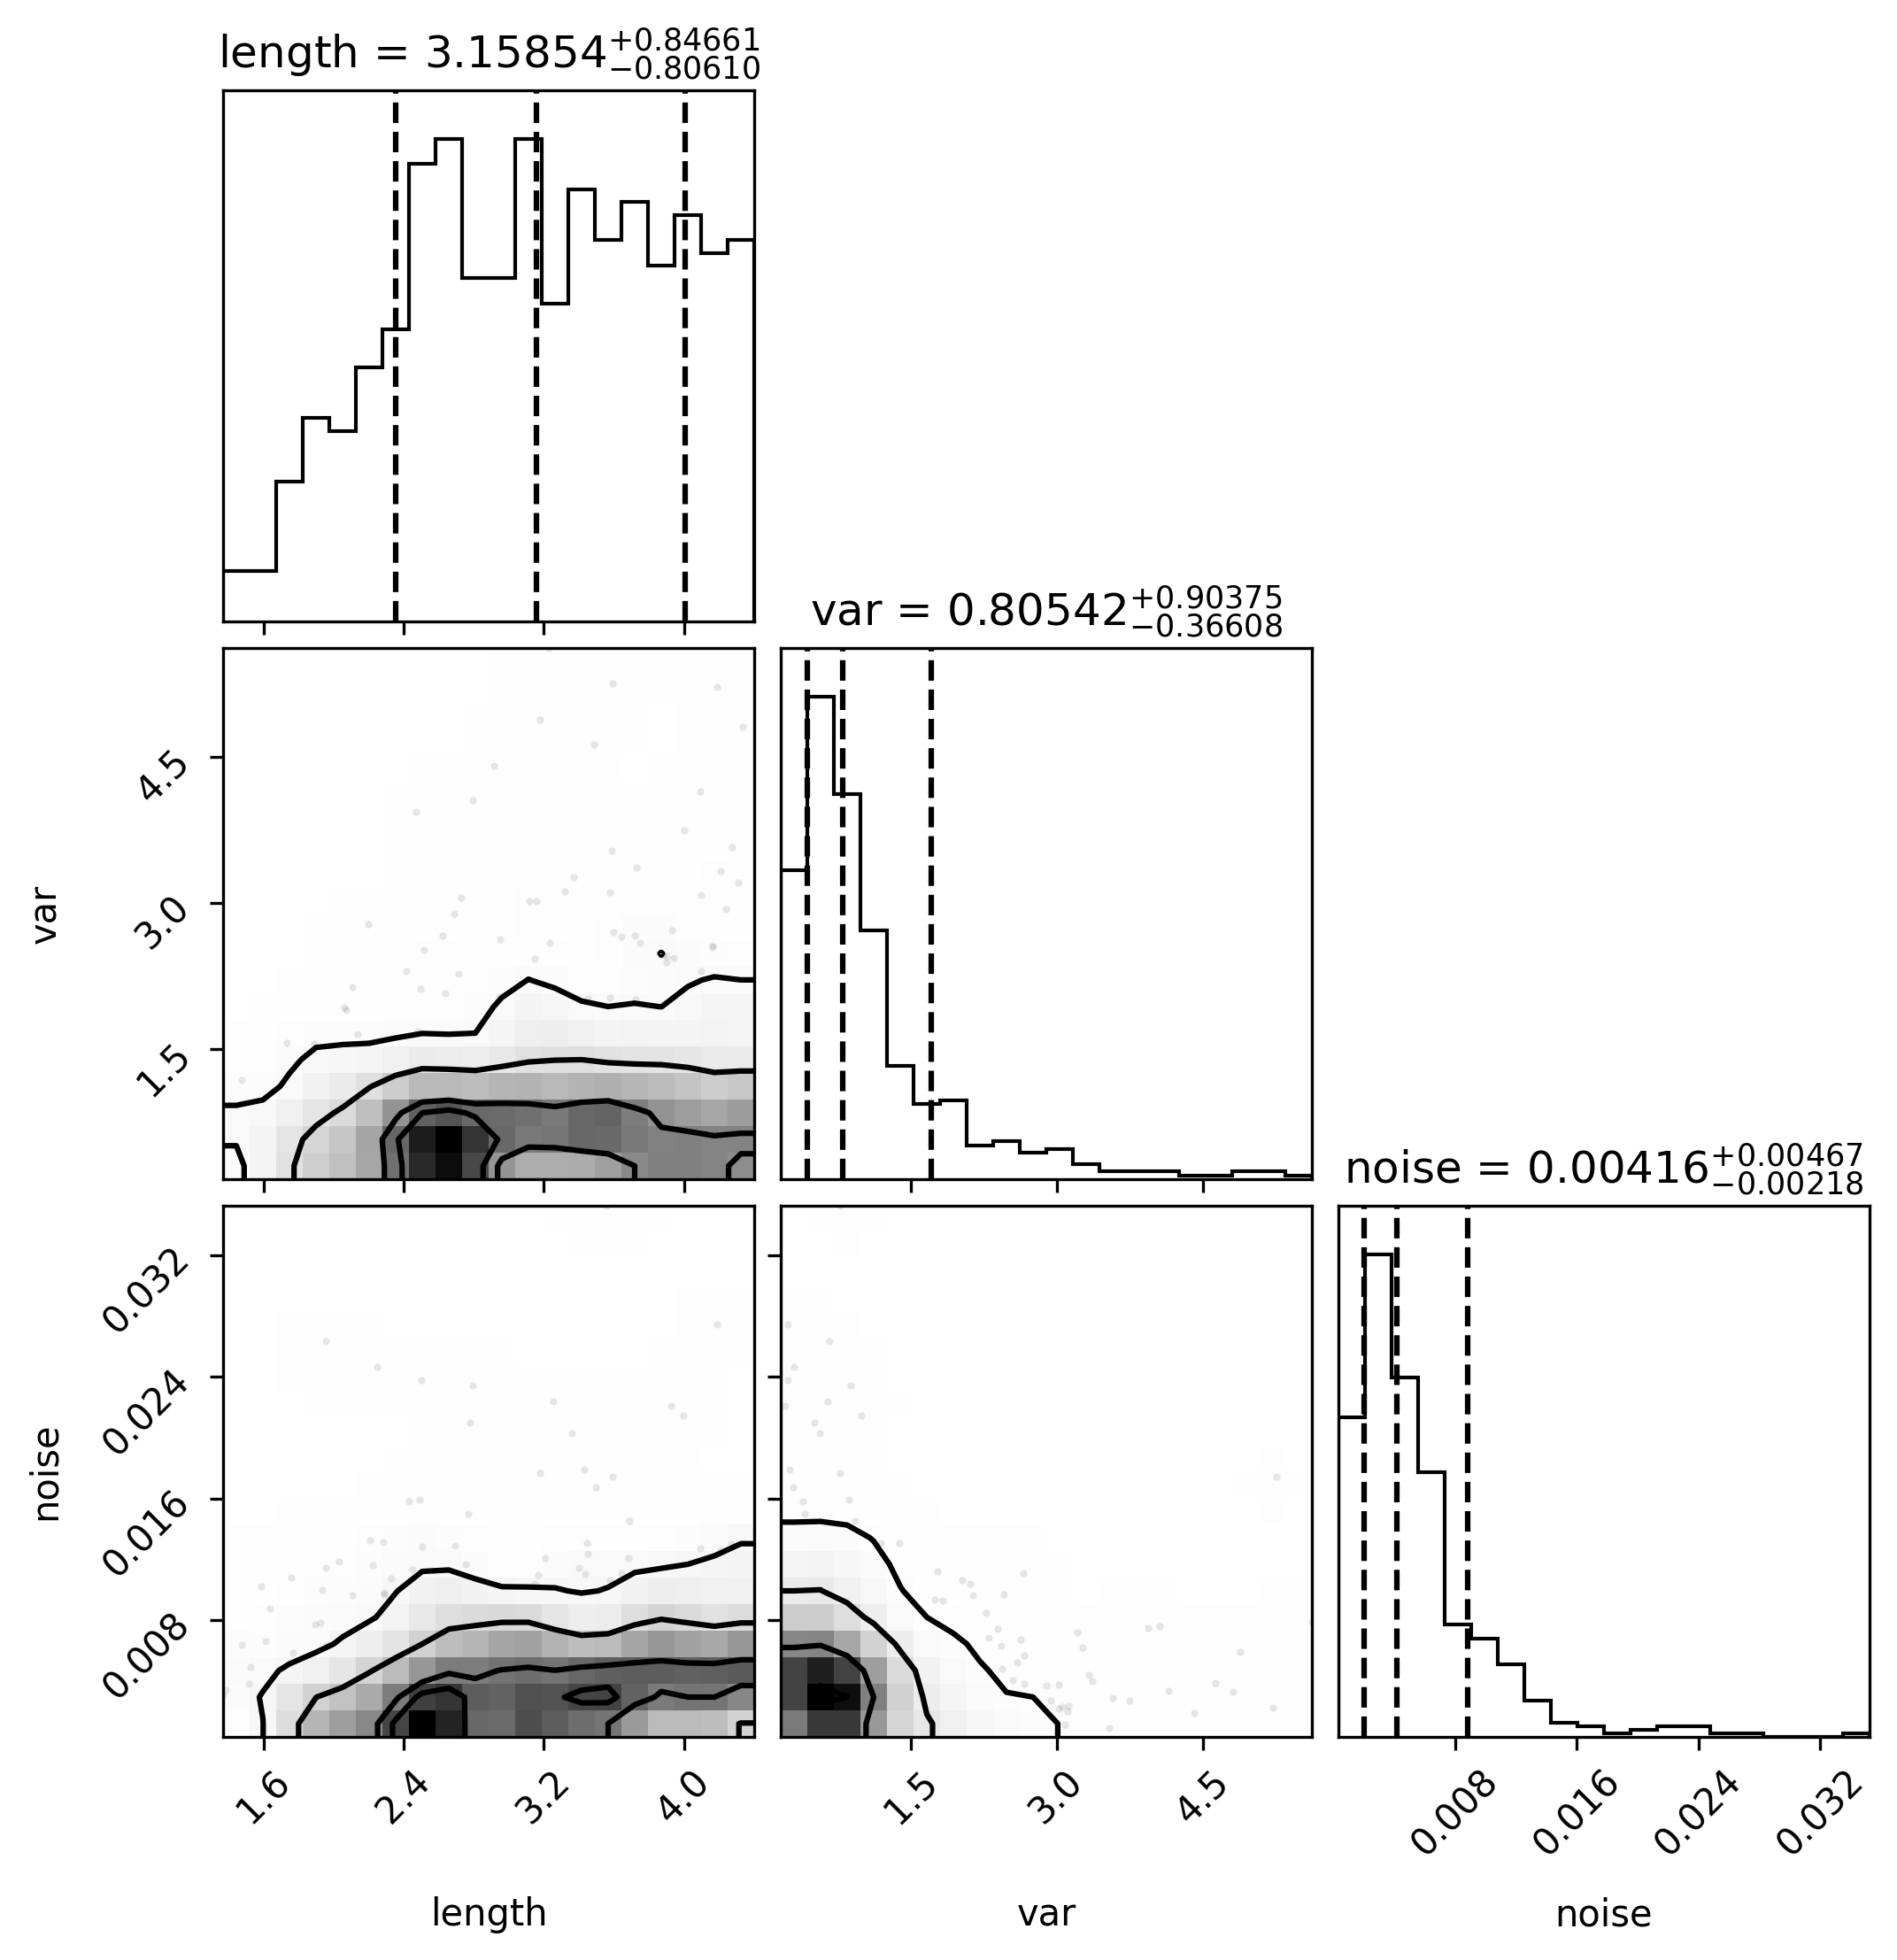 length = 3.15854 +0.84661 −0.80610
var = 0.80542 +0.90375 −0.36608
4.5
3.0
1.5
var
noise = 0.00416 +0.00467 −0.00218
0.032
0.024
0.016
0.008
noise
1.6 2.4 3.2 4.0 1.5 3.0 4.5 0.008 0.016 0.024 0.032
length var noise